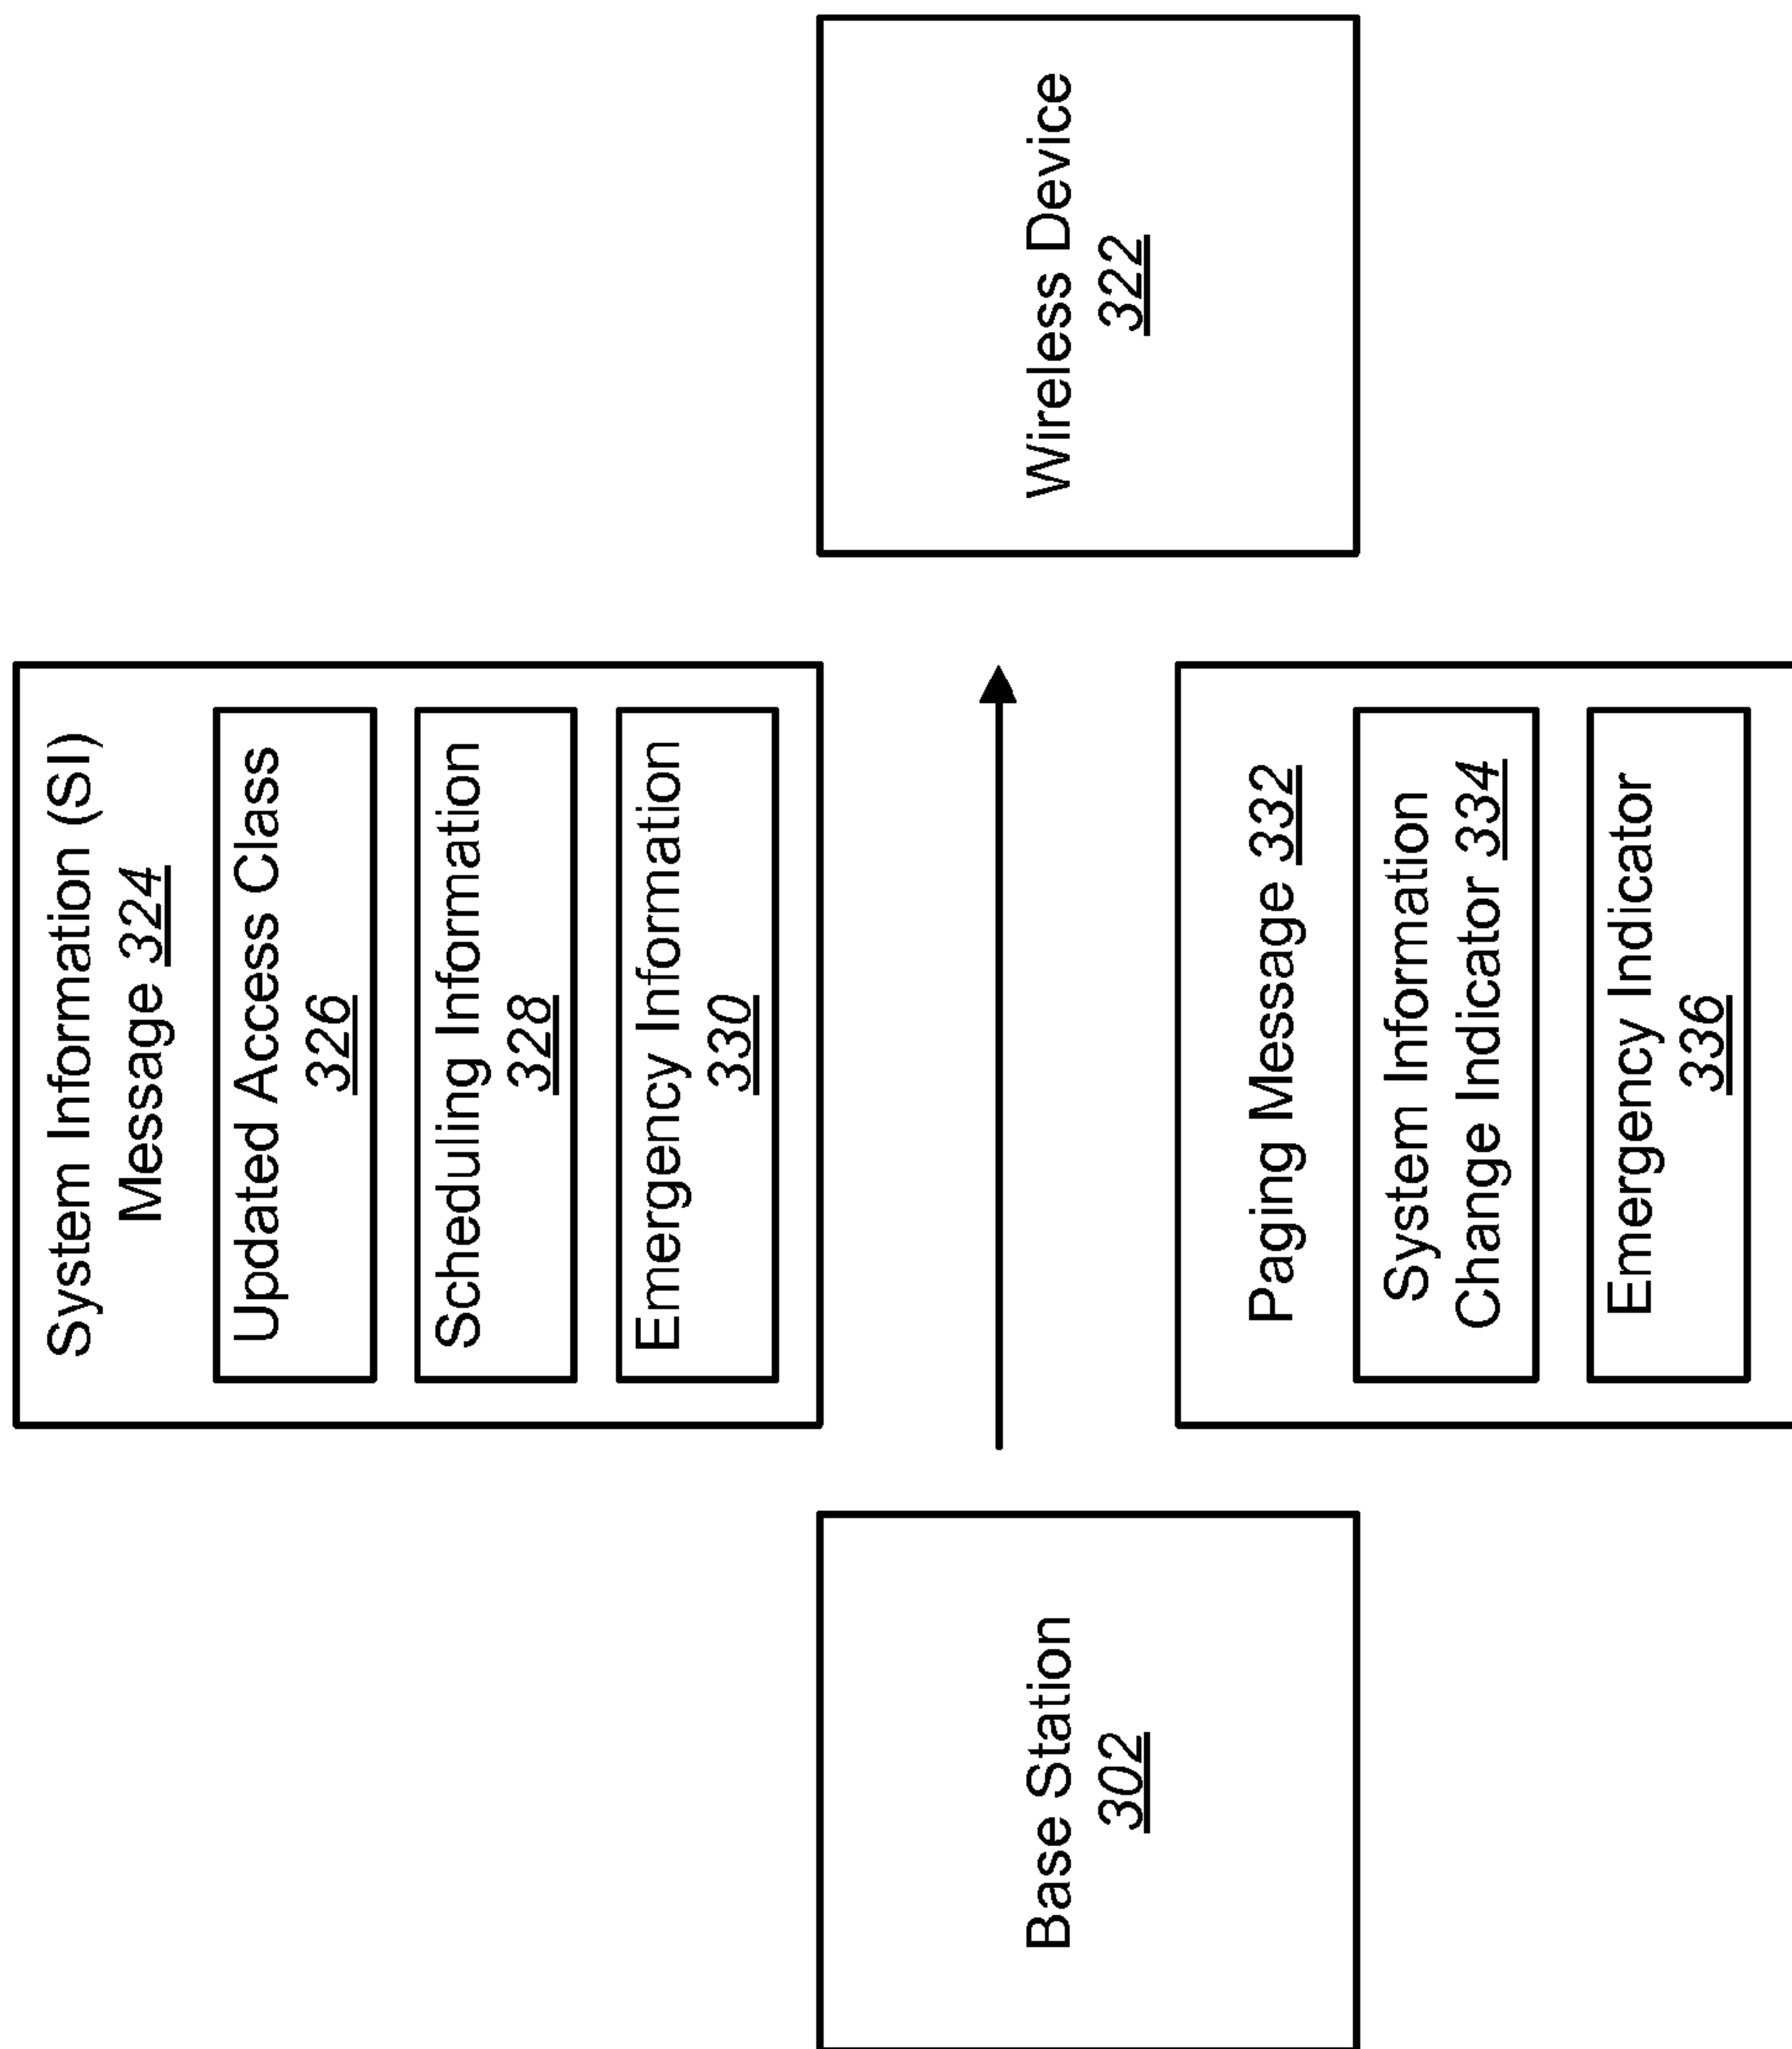 System Information (SI)
Message 324
Updated Access Class
326
Scheduling Information
328
Emergency Information
330
Base Station
302
Wireless Device
322
Paging Message 332
System Information
Change Indicator 334
Emergency Indicator
336